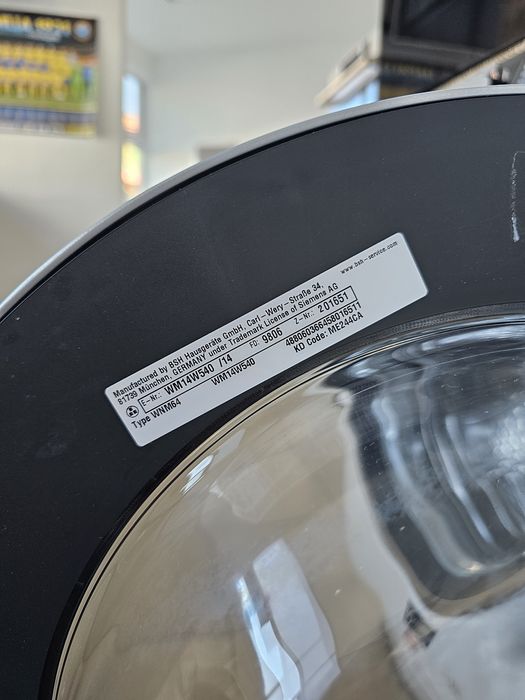 www.bsh-service.com
Manufactured by BSH Hausgeräte GmbH, Carl-Wery-Straße 34,
81739 München, GERMANY under Trademark License of Siemens AG
E-Nr.: WM14W540 /14 FD: 9806 Z-Nr.: 201651
Type WNM64 WM14W540 488060366458016511
KD Code: ME244CA